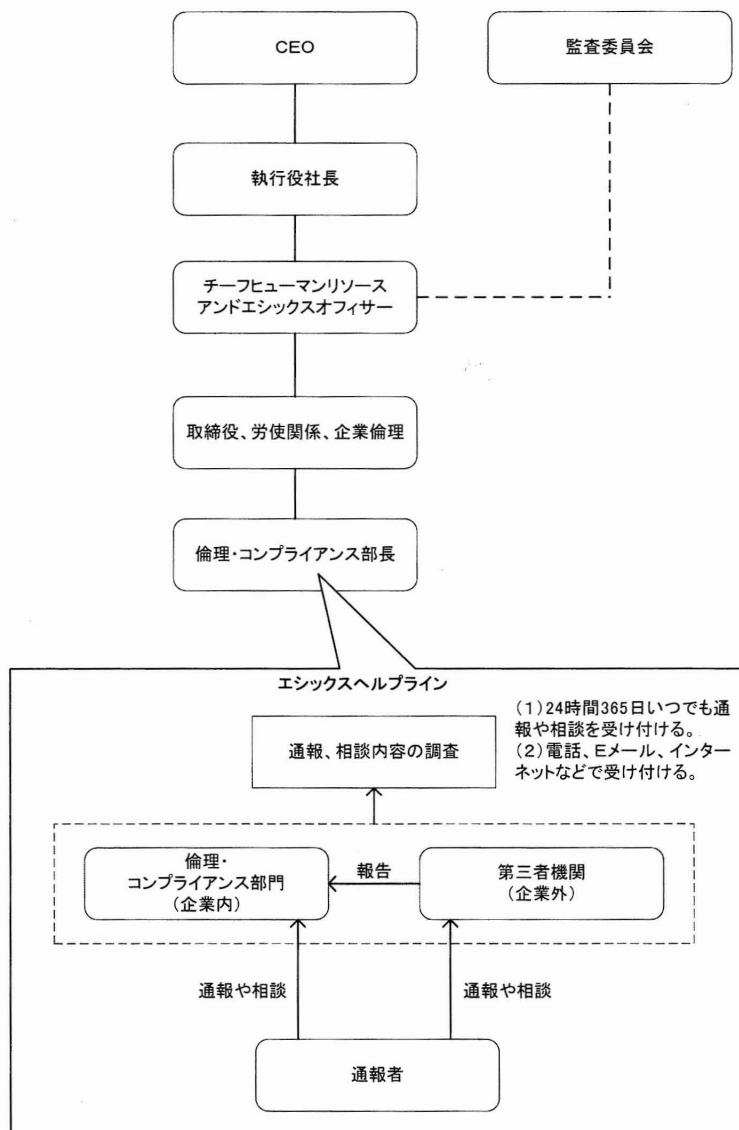 CEO
監査委員会
執行役社長
チーフヒューマンリソース
アンドエシックスオフィサー
取締役、労使関係、企業倫理
倫理・コンプライアンス部長
エシックスヘルプライン
(1)24時間365日いつでも通
報や相談を受け付ける。
(2)電話、Eメール、インター
ネットなどで受け付ける。
通報、相談内容の調査
倫理・
コンプライアンス部門
(企業内)
報告
第三者機関
(企業外)
通報や相談
通報や相談
通報者